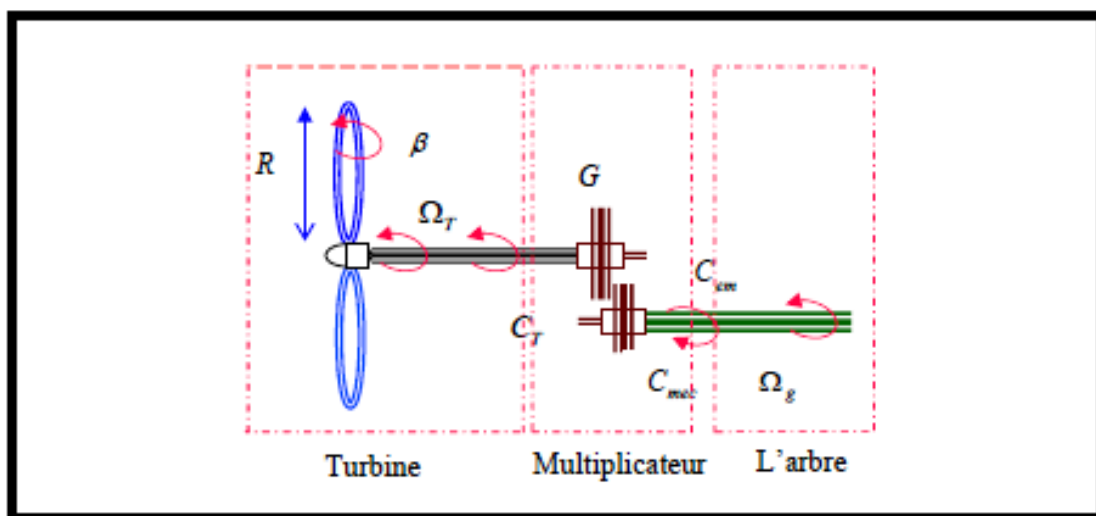 R
β
G
Ω_T
C_em
C_T
C_mec
Ω_g
Turbine
Multiplicateur
L'arbre